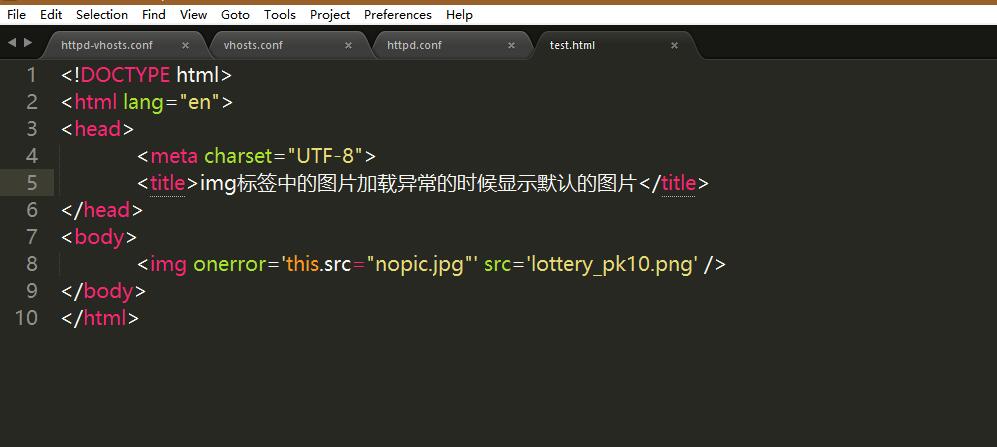 File Edit Selection Find View Goto Tools Project Preferences Help
httpd-vhosts.conf × vhosts.conf × httpd.conf × test.html ×
1 <!DOCTYPE html>
2 <html lang="en">
3 <head>
4 <meta charset="UTF-8">
5 <title>img标签中的图片加载异常的时候显示默认的图片</title>
6 </head>
7 <body>
8 <img onerror='this.src="nopic.jpg"' src='lottery_pk10.png' />
9 </body>
10 </html>